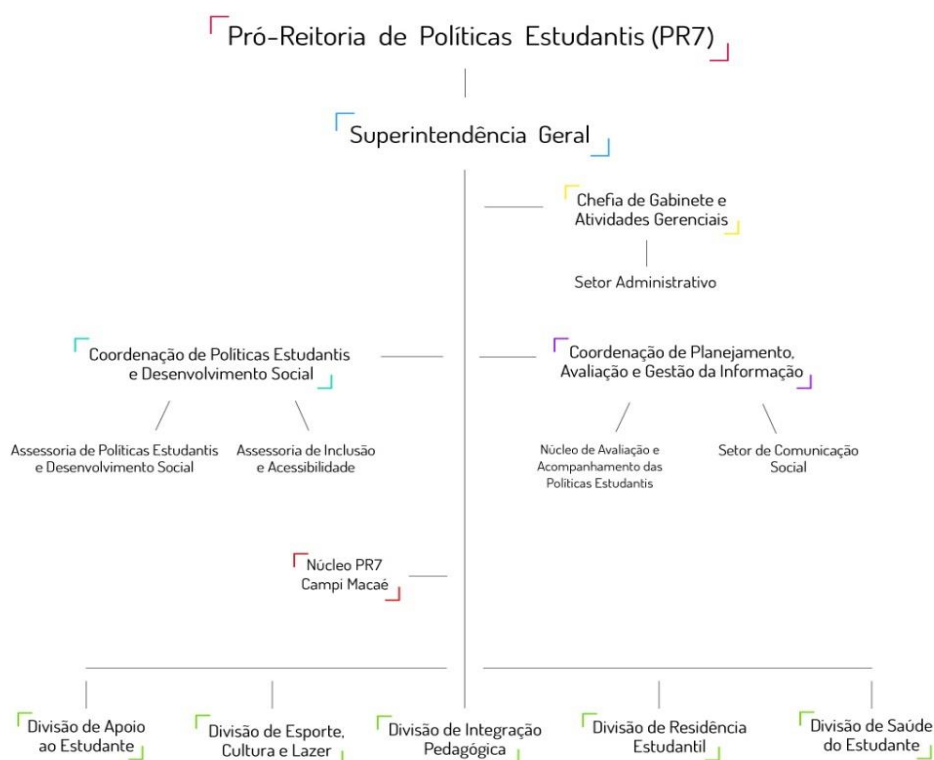 Pró-Reitoria de Políticas Estudantis (PR7)
Superintendência Geral
Chefia de Gabinete e
Atividades Gerenciais
Setor Administrativo
Coordenação de Políticas Estudantis
e Desenvolvimento Social
Coordenação de Planejamento,
Avaliação e Gestão da Informação
Assessoria de Políticas Estudantis
e Desenvolvimento Social
Assessoria de Inclusão
e Acessibilidade
Núcleo de Avaliação e
Acompanhamento das
Políticas Estudantis
Setor de Comunicação
Social
Núcleo PR7
Campi Macaé
Divisão de Apoio
ao Estudante
Divisão de Esporte,
Cultura e Lazer
Divisão de Integração
Pedagógica
Divisão de Residência
Estudantil
Divisão de Saúde
do Estudante